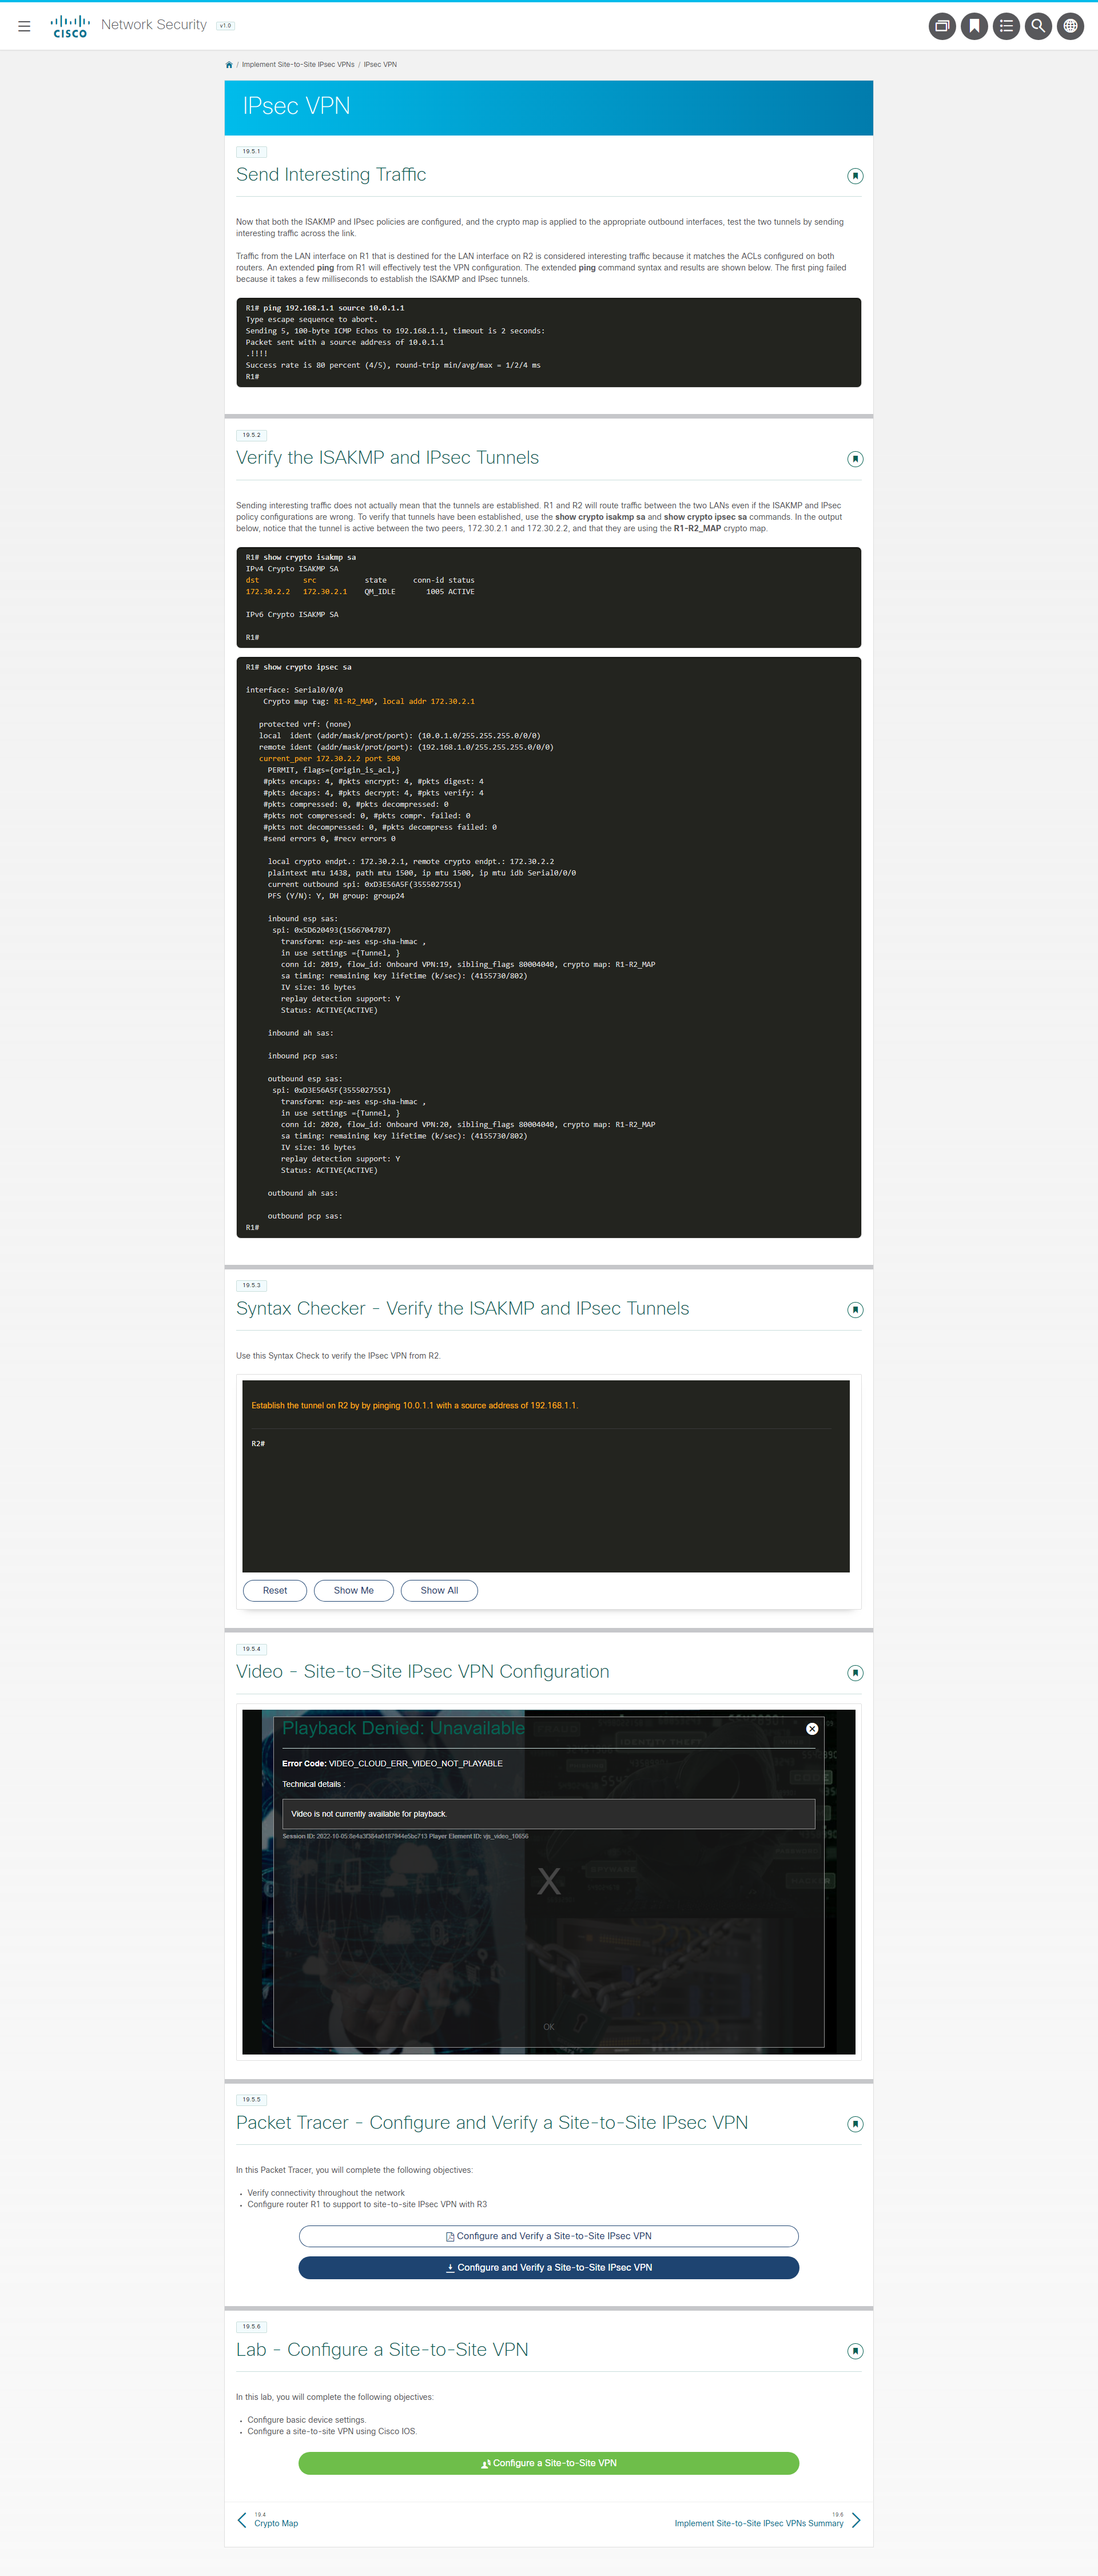 CISCO
Network Security v1.0
/ Implement Site-to-Site IPsec VPNs / IPsec VPN
IPsec VPN
19.5.1
Send Interesting Traffic
Now that both the ISAKMP and IPsec policies are configured, and the crypto map is applied to the appropriate outbound interfaces, test the two tunnels by sending
interesting traffic across the link.
Traffic from the LAN interface on R1 that is destined for the LAN interface on R2 is considered interesting traffic because it matches the ACLs configured on both
routers. An extended ping from R1 will effectively test the VPN configuration. The extended ping command syntax and results are shown below. The first ping failed
because it takes a few milliseconds to establish the ISAKMP and IPsec tunnels.
R1# ping 192.168.1.1 source 10.0.1.1
Type escape sequence to abort.
Sending 5, 100-byte ICMP Echos to 192.168.1.1, timeout is 2 seconds:
Packet sent with a source address of 10.0.1.1
.!!!!
Success rate is 80 percent (4/5), round-trip min/avg/max = 1/2/4 ms
R1#
19.5.2
Verify the ISAKMP and IPsec Tunnels
Sending interesting traffic does not actually mean that the tunnels are established. R1 and R2 will route traffic between the two LANs even if the ISAKMP and IPsec
policy configurations are wrong. To verify that tunnels have been established, use the show crypto isakmp sa and show crypto ipsec sa commands. In the output
below, notice that the tunnel is active between the two peers, 172.30.2.1 and 172.30.2.2, and that they are using the R1-R2_MAP crypto map.
R1# show crypto isakmp sa
IPv4 Crypto ISAKMP SA
dst src state conn-id status
172.30.2.2 172.30.2.1 QM_IDLE 1005 ACTIVE
IPv6 Crypto ISAKMP SA
R1#
R1# show crypto ipsec sa
interface: Serial0/0/0
Crypto map tag: R1-R2_MAP, local addr 172.30.2.1
protected vrf: (none)
local ident (addr/mask/prot/port): (10.0.1.0/255.255.255.0/0/0)
remote ident (addr/mask/prot/port): (192.168.1.0/255.255.255.0/0/0)
current_peer 172.30.2.2 port 500
PERMIT, flags={origin_is_acl,}
#pkts encaps: 4, #pkts encrypt: 4, #pkts digest: 4
#pkts decaps: 4, #pkts decrypt: 4, #pkts verify: 4
#pkts compressed: 0, #pkts decompressed: 0
#pkts not compressed: 0, #pkts compr. failed: 0
#pkts not decompressed: 0, #pkts decompress failed: 0
#send errors 0, #recv errors 0
local crypto endpt.: 172.30.2.1, remote crypto endpt.: 172.30.2.2
plaintext mtu 1438, path mtu 1500, ip mtu 1500, ip mtu idb Serial0/0/0
current outbound spi: 0xD3E56A5F(3555027551)
PFS (Y/N): Y, DH group: group24
inbound esp sas:
spi: 0x5D620493(1566704787)
transform: esp-aes esp-sha-hmac ,
in use settings ={Tunnel, }
conn id: 2019, flow_id: Onboard VPN:19, sibling_flags 80004040, crypto map: R1-R2_MAP
sa timing: remaining key lifetime (k/sec): (4155730/802)
IV size: 16 bytes
replay detection support: Y
Status: ACTIVE(ACTIVE)
inbound ah sas:
inbound pcp sas:
outbound esp sas:
spi: 0xD3E56A5F(3555027551)
transform: esp-aes esp-sha-hmac ,
in use settings ={Tunnel, }
conn id: 2020, flow_id: Onboard VPN:20, sibling_flags 80004040, crypto map: R1-R2_MAP
sa timing: remaining key lifetime (k/sec): (4155730/802)
IV size: 16 bytes
replay detection support: Y
Status: ACTIVE(ACTIVE)
outbound ah sas:
outbound pcp sas:
R1#
19.5.3
Syntax Checker - Verify the ISAKMP and IPsec Tunnels
Use this Syntax Check to verify the IPsec VPN from R2.
Establish the tunnel on R2 by by pinging 10.0.1.1 with a source address of 192.168.1.1.
R2#
Reset Show Me Show All
19.5.4
Video - Site-to-Site IPsec VPN Configuration
Playback Denied: Unavailable
Error Code: VIDEO_CLOUD_ERR_VIDEO_NOT_PLAYABLE
Technical details :
Video is not currently available for playback.
Session ID: 2022-10-05:8e4a3f384a0187944e5bc713 Player Element ID: vjs_video_10656
X
OK
19.5.5
Packet Tracer - Configure and Verify a Site-to-Site IPsec VPN
In this Packet Tracer, you will complete the following objectives:
• Verify connectivity throughout the network
• Configure router R1 to support to site-to-site IPsec VPN with R3
Configure and Verify a Site-to-Site IPsec VPN
Configure and Verify a Site-to-Site IPsec VPN
19.5.6
Lab - Configure a Site-to-Site VPN
In this lab, you will complete the following objectives:
• Configure basic device settings.
• Configure a site-to-site VPN using Cisco IOS.
Configure a Site-to-Site VPN
19.4
Crypto Map
19.6
Implement Site-to-Site IPsec VPNs Summary